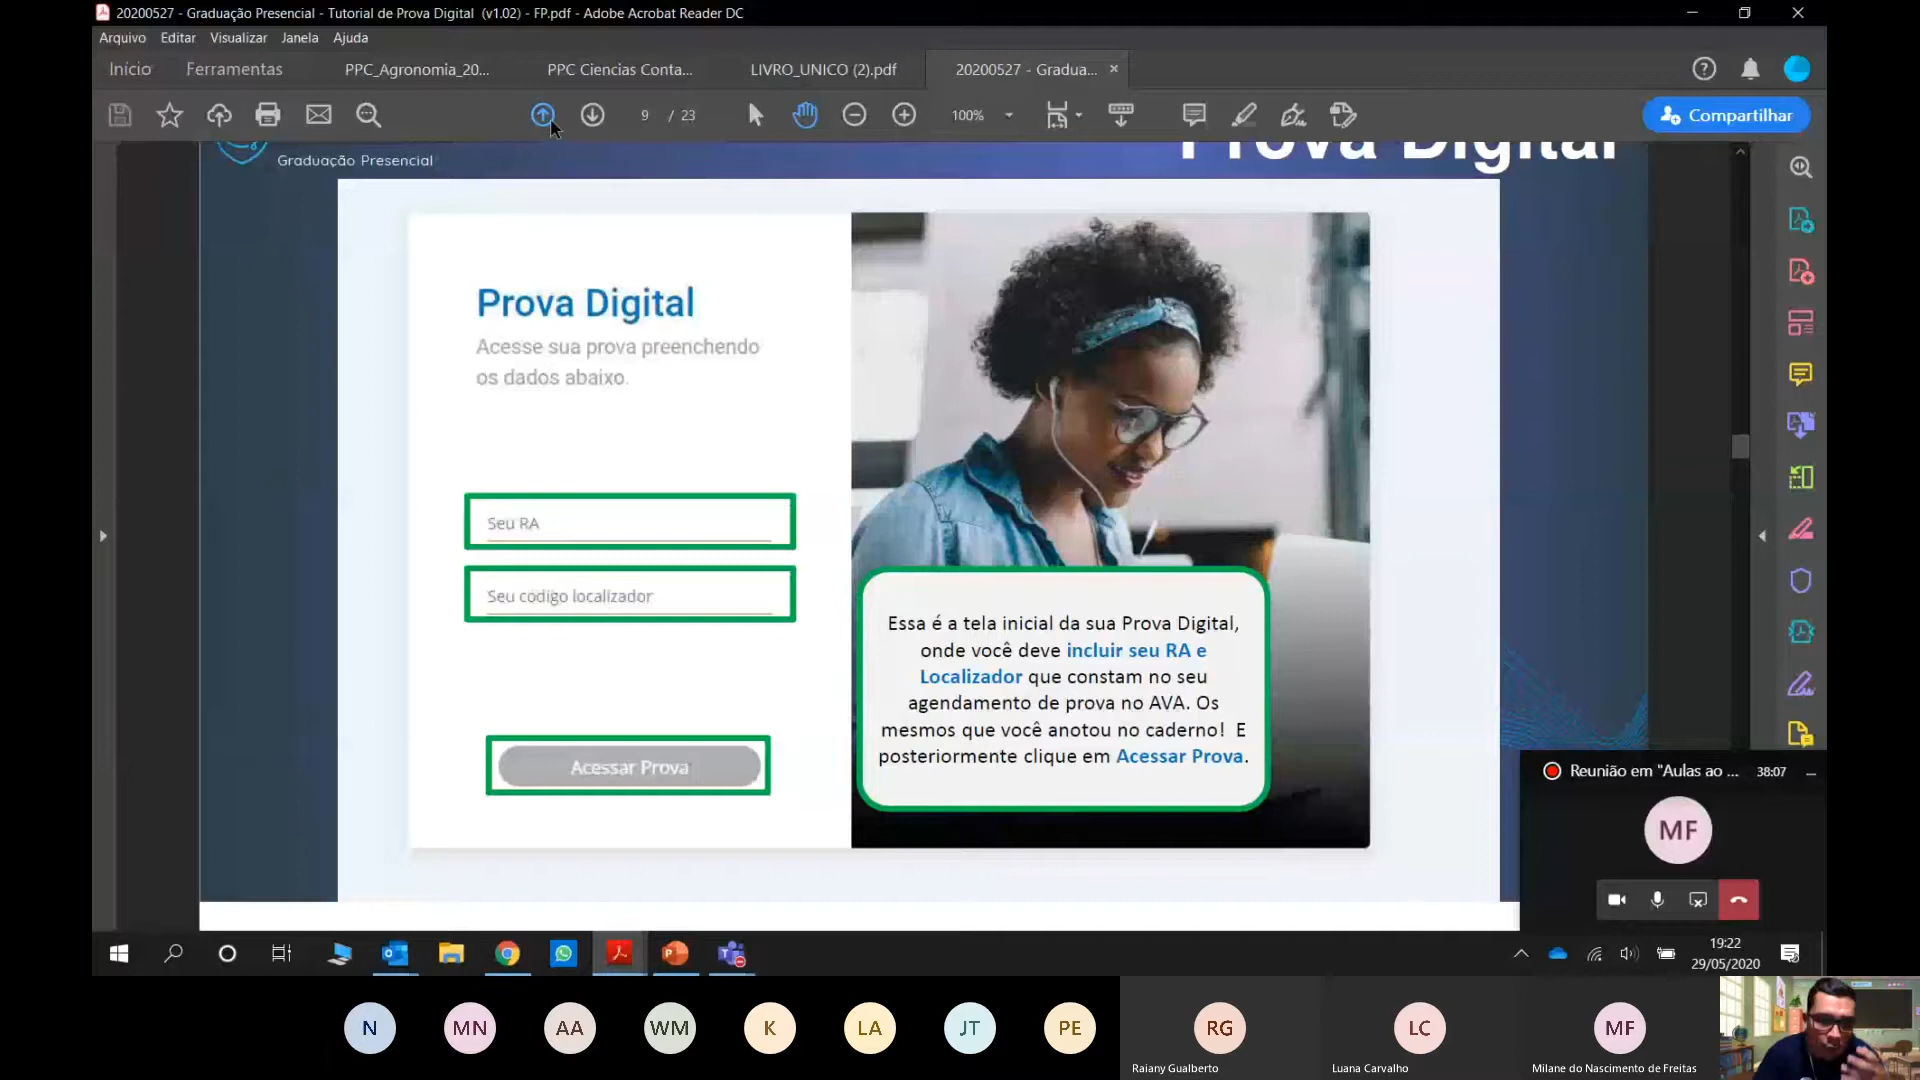 20200527 - Graduação Presencial - Tutorial de Prova Digital (v1.02) - FP.pdf - Adobe Acrobat Reader DC
Arquivo Editar Visualizar Janela Ajuda
Início Ferramentas PPC_Agronomia_20... PPC Ciencias Conta... LIVRO_UNICO (2).pdf 20200527 - Gradua... ×
9 / 23 100% Compartilhar
Graduação Presencial
Prova Digital
Prova Digital
Acesse sua prova preenchendo
os dados abaixo.
Seu RA
Seu código localizador
Acessar Prova
Essa é a tela inicial da sua Prova Digital,
onde você deve incluir seu RA e
Localizador que constam no seu
agendamento de prova no AVA. Os
mesmos que você anotou no caderno! E
posteriormente clique em Acessar Prova.
Reunião em "Aulas ao ... 38:07
MF
19:22
29/05/2020
N MN AA WM K LA JT PE RG LC MF
Raiany Gualberto Luana Carvalho Milane do Nascimento de Freitas